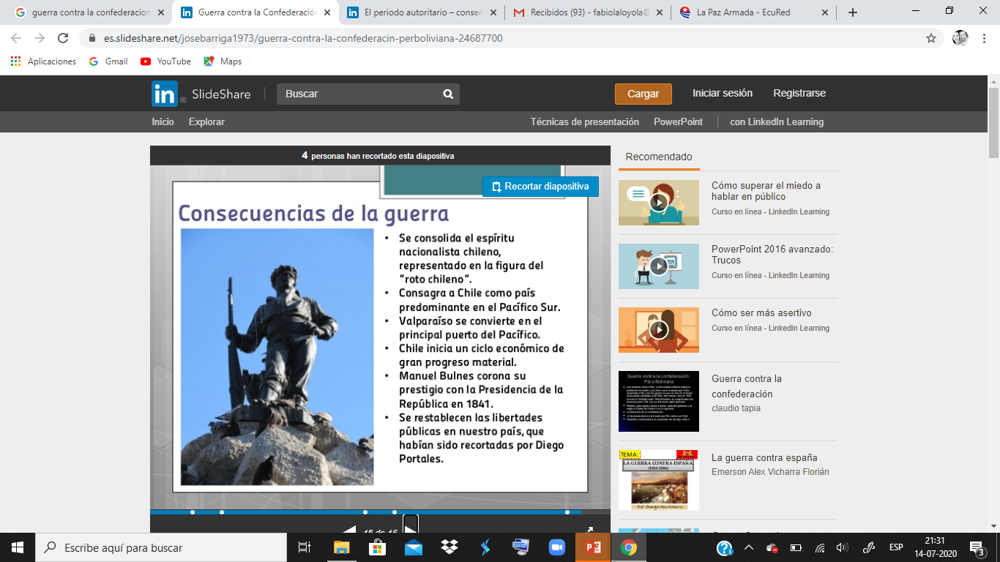 guerra contra la confederacion
Guerra contra la Confederación
El periodo autoritario – conser
Recibidos (93) - fabiolaloyola@
La Paz Armada - EcuRed
es.slideshare.net/josebarriga1973/guerra-contra-la-confederacin-perboliviana-24687700
Aplicaciones
Gmail
YouTube
Maps
in® SlideShare
Buscar
Cargar
Iniciar sesión
Registrarse
Inicio
Explorar
Técnicas de presentación
PowerPoint
con LinkedIn Learning
4 personas han recortado esta diapositiva
Recortar diapositiva
Consecuencias de la guerra
• Se consolida el espíritu
nacionalista chileno,
representado en la figura del
“roto chileno”.
• Consagra a Chile como país
predominante en el Pacífico Sur.
• Valparaíso se convierte en el
principal puerto del Pacífico.
• Chile inicia un ciclo económico de
gran progreso material.
• Manuel Bulnes corona su
prestigio con la Presidencia de la
República en 1841.
• Se restablecen las libertades
públicas en nuestro país, que
habían sido recortadas por Diego
Portales.
45 de 46
Recomendado
Cómo superar el miedo a
hablar en público
Curso en línea - LinkedIn Learning
PowerPoint 2016 avanzado:
Trucos
Curso en línea - LinkedIn Learning
Cómo ser más asertivo
Curso en línea - LinkedIn Learning
Guerra contra la confederación
Perú-Boliviana
Guerra contra la
confederación
claudio tapia
TEMA:
LA GUERRA CONTRA ESPAÑA
(1862-1866)
La guerra contra españa
Emerson Alex Vicharra Florián
Escribe aquí para buscar
ESP
21:31
14-07-2020
3